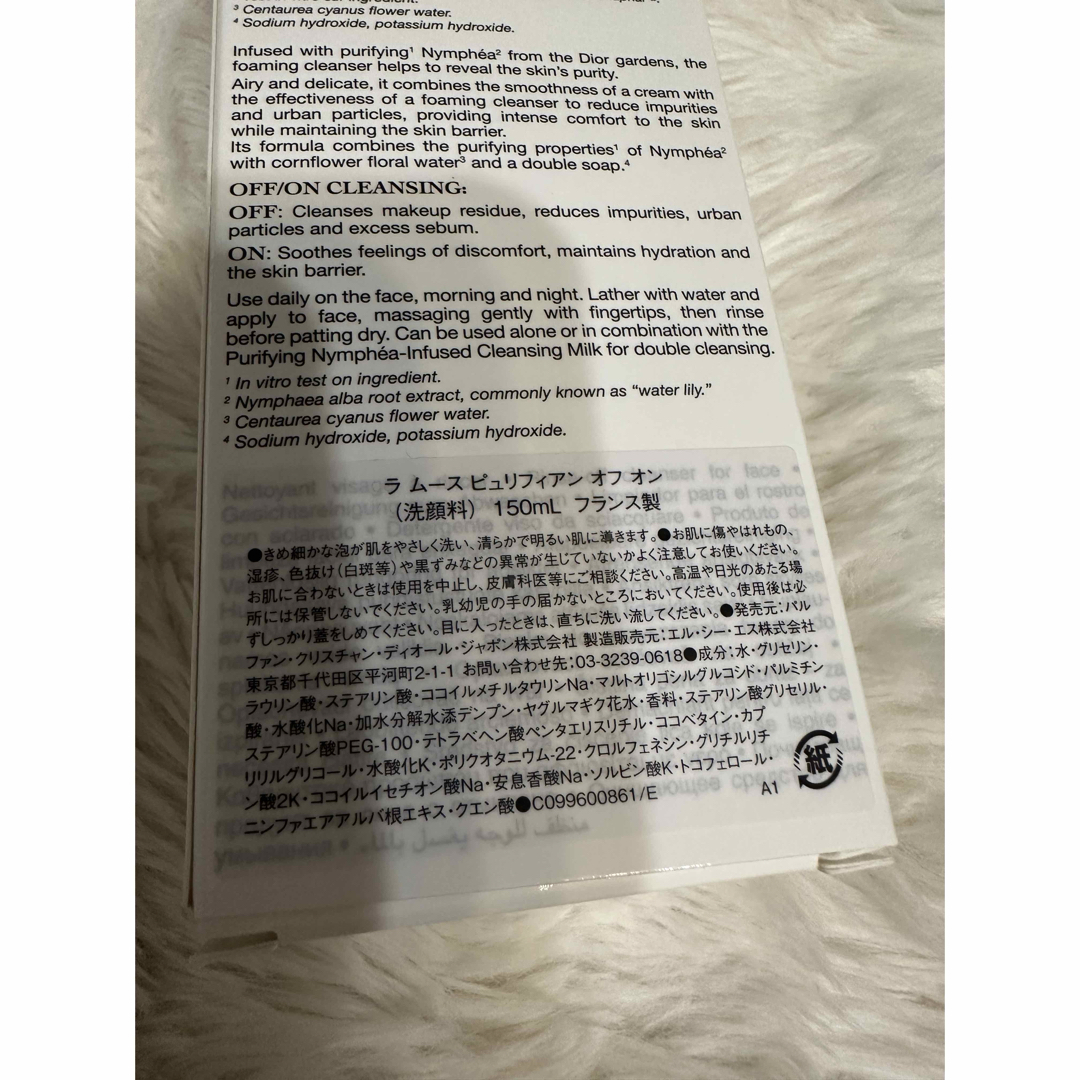 ³ Centaurea cyanus flower water.
⁴ Sodium hydroxide, potassium hydroxide.
Infused with purifying¹ Nymphéa² from the Dior gardens, the
foaming cleanser helps to reveal the skin's purity.
Airy and delicate, it combines the smoothness of a cream with
the effectiveness of a foaming cleanser to reduce impurities
and urban particles, providing intense comfort to the skin
while maintaining the skin barrier.
Its formula combines the purifying properties¹ of Nymphéa²
with cornflower floral water³ and a double soap.⁴
OFF/ON CLEANSING:
OFF: Cleanses makeup residue, reduces impurities, urban
particles and excess sebum.
ON: Soothes feelings of discomfort, maintains hydration and
the skin barrier.
Use daily on the face, morning and night. Lather with water and
apply to face, massaging gently with fingertips, then rinse
before patting dry. Can be used alone or in combination with the
Purifying Nymphéa-Infused Cleansing Milk for double cleansing.
¹ In vitro test on ingredient.
² Nymphaea alba root extract, commonly known as “water lily.”
³ Centaurea cyanus flower water.
⁴ Sodium hydroxide, potassium hydroxide.
ラ ムース ピュリフィアン オフ オン
（洗顔料） 150mL フランス製
●きめ細かな泡が肌をやさしく洗い、清らかで明るい肌に導きます。●お肌に傷やはれもの、
湿疹、色抜け（白斑等）や黒ずみなどの異常が生じていないかよく注意してお使いください。
お肌に合わないときは使用を中止し、皮膚科医等にご相談ください。高温や日光のあたる場
所には保管しないでください。乳幼児の手の届かないところにおいてください。使用後は必
ずしっかり蓋をしめてください。目に入ったときは、直ちに洗い流してください。●発売元：パル
ファン・クリスチャン・ディオール・ジャポン株式会社 製造販売元：エル・シー・エス株式会社
東京都千代田区平河町2-1-1 お問い合わせ先：03-3239-0618●成分：水・グリセリン・
ラウリン酸・ステアリン酸・ココイルメチルタウリンNa・マルトオリゴシルグルコシド・パルミチン
酸・水酸化Na・加水分解水添デンプン・ヤグルマギク花水・香料・ステアリン酸グリセリル・
ステアリン酸PEG-100・テトラベヘン酸ペンタエリスリチル・ココベタイン・カプ
リリルグリコール・水酸化K・ポリクオタニウム-22・クロルフェネシン・グリチルリチ
ン酸2K・ココイルイセチオン酸Na・安息香酸Na・ソルビン酸K・トコフェロール・
ニンファエアアルバ根エキス・クエン酸●C099600861/E
A1
紙